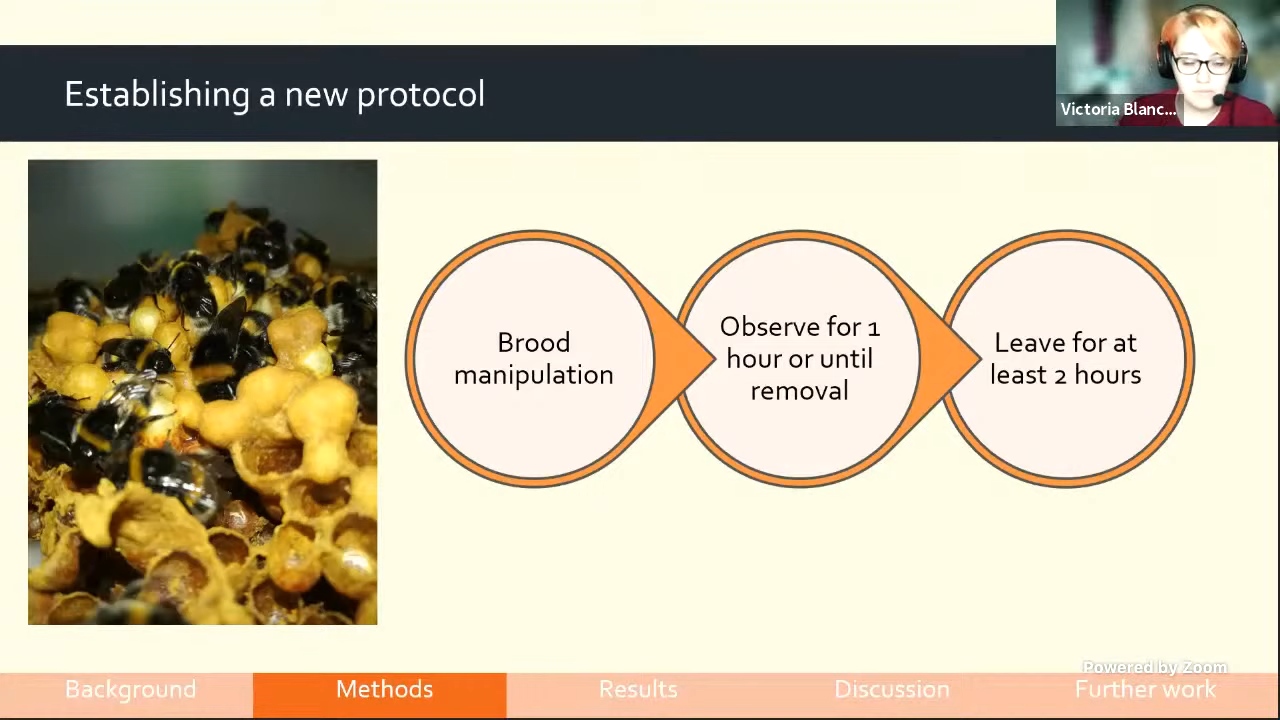 Establishing a new protocol
Victoria Blanc...
Brood
manipulation
Observe for 1
hour or until
removal
Leave for at
least 2 hours
Powered by Zoom
Background
Methods
Results
Discussion
Further work